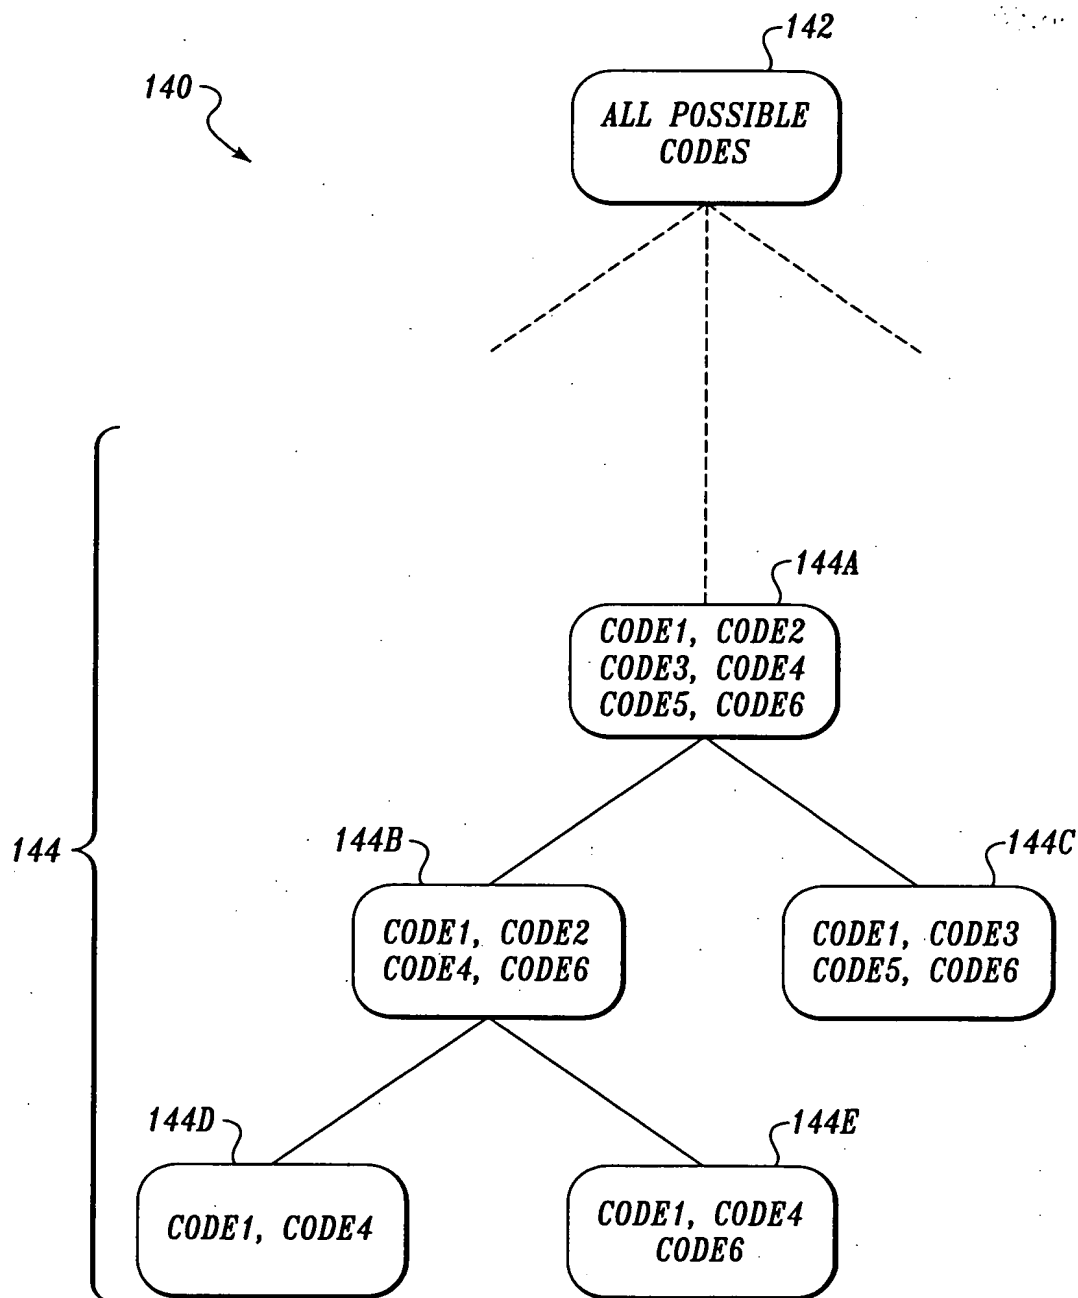 142
140
ALL POSSIBLE
CODES
144A
CODE1, CODE2
CODE3, CODE4
CODE5, CODE6
144
144B
144C
CODE1, CODE2
CODE4, CODE6
CODE1, CODE3
CODE5, CODE6
144D
144E
CODE1, CODE4
CODE1, CODE4
CODE6